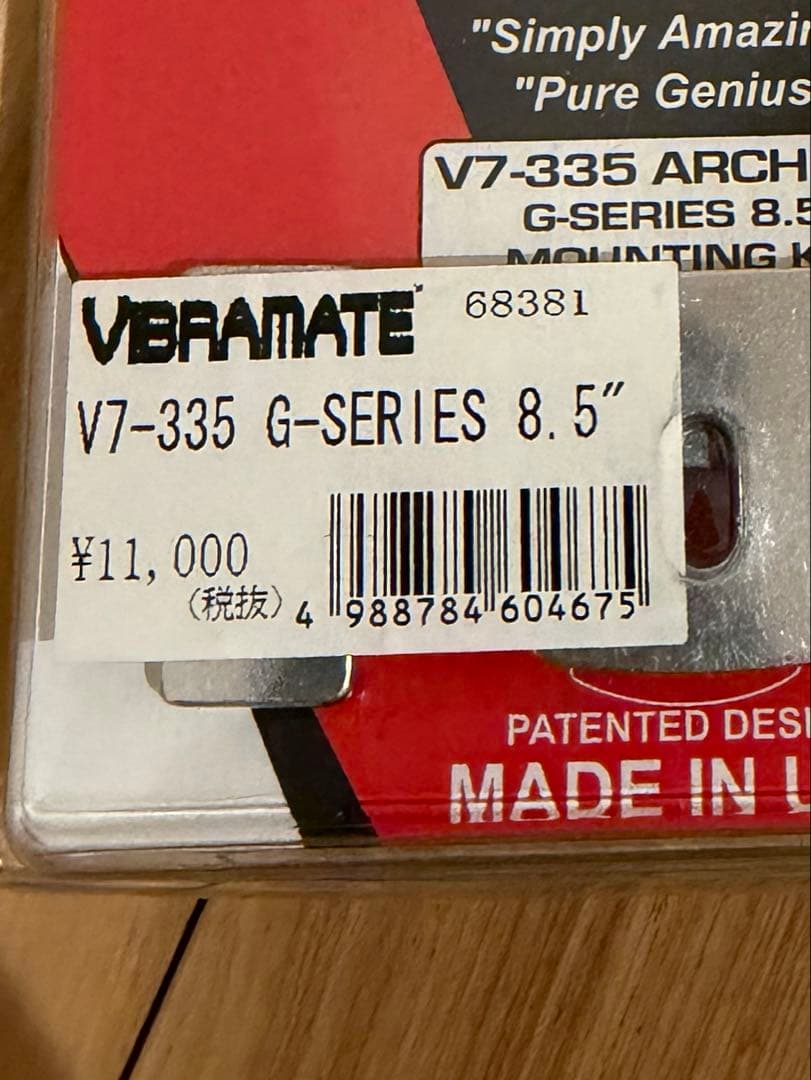 "Simply Amazin
"Pure Genius
V7-335 ARCH
G-SERIES 8.5
MOUNTING K
VIBRAMATE 68381
V7-335 G-SERIES 8.5″
¥11,000
(税抜)
4 988784 604675
PATENTED DESI
MADE IN U